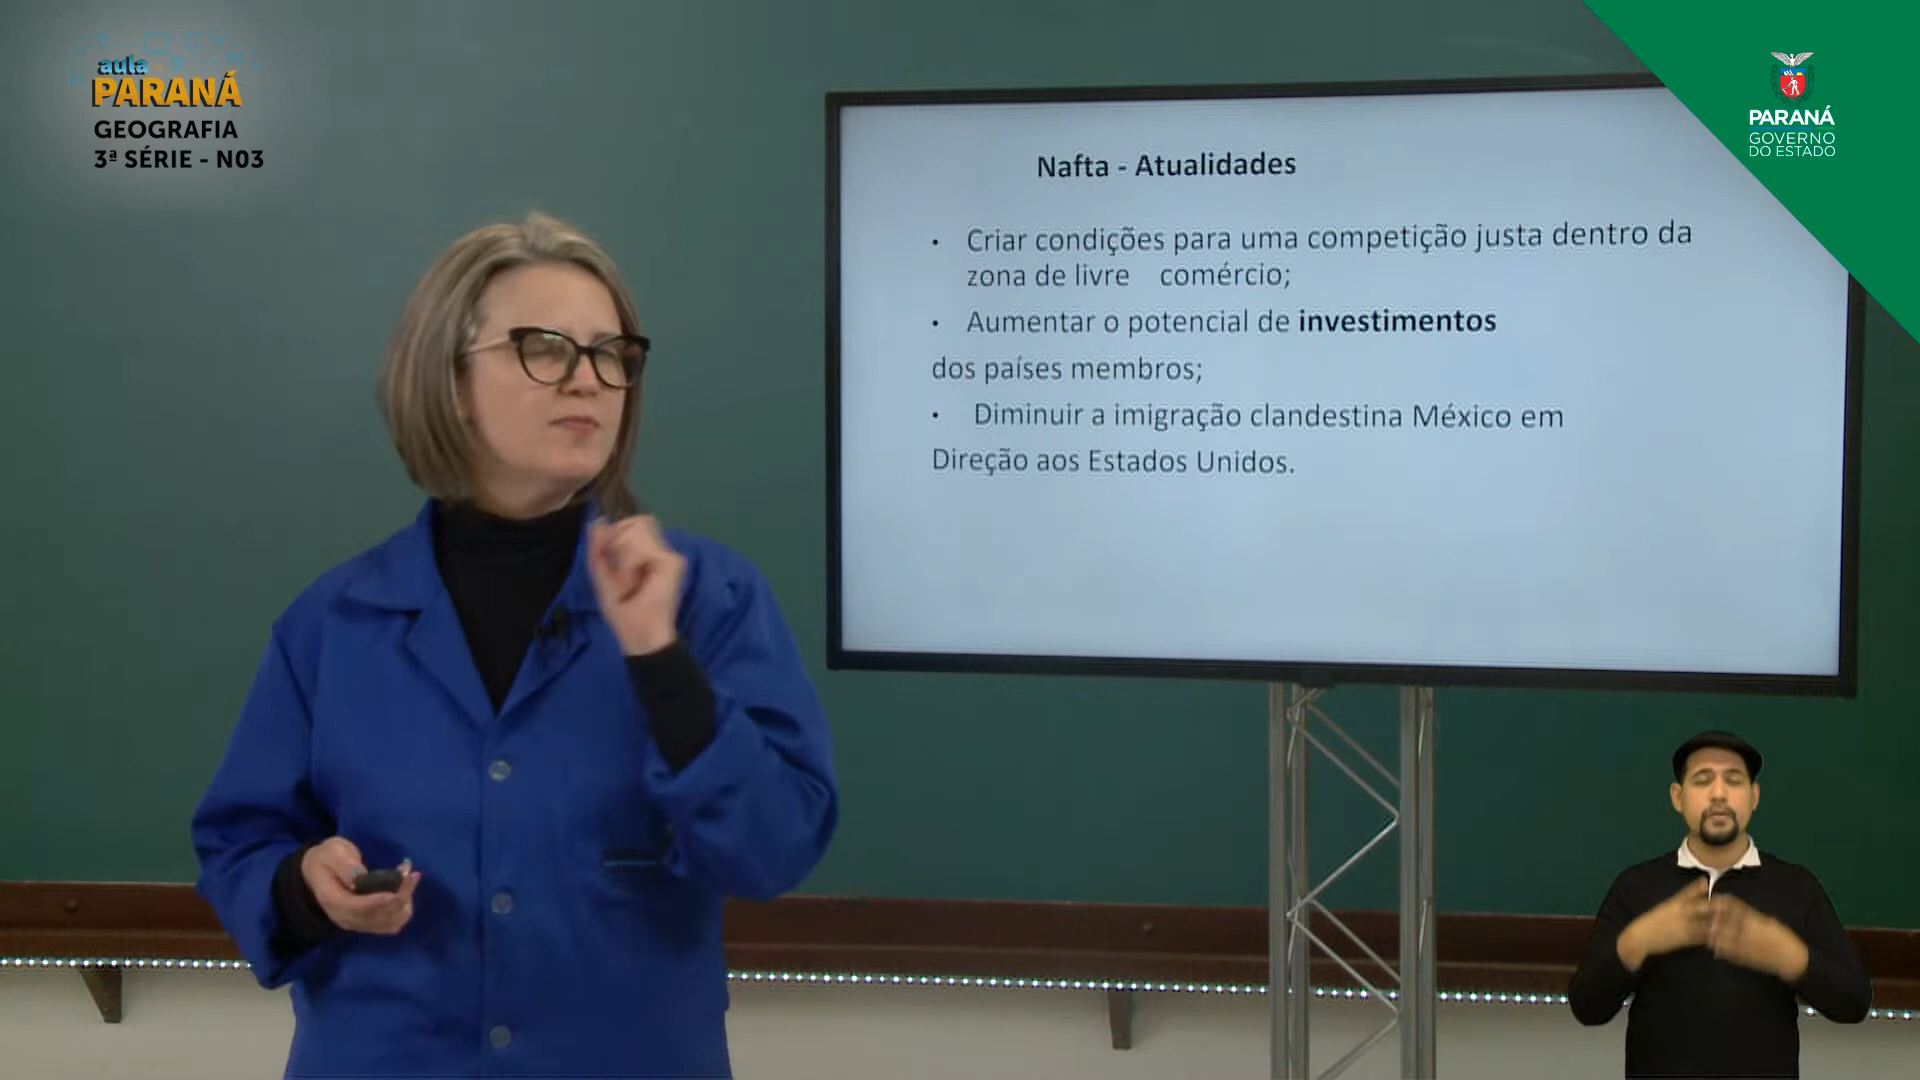 aula
PARANÁ
GEOGRAFIA
3ª SÉRIE - N03
PARANÁ
GOVERNO
DO ESTADO
Nafta - Atualidades
• Criar condições para uma competição justa dentro da
zona de livre comércio;
• Aumentar o potencial de investimentos
dos países membros;
• Diminuir a imigração clandestina México em
Direção aos Estados Unidos.